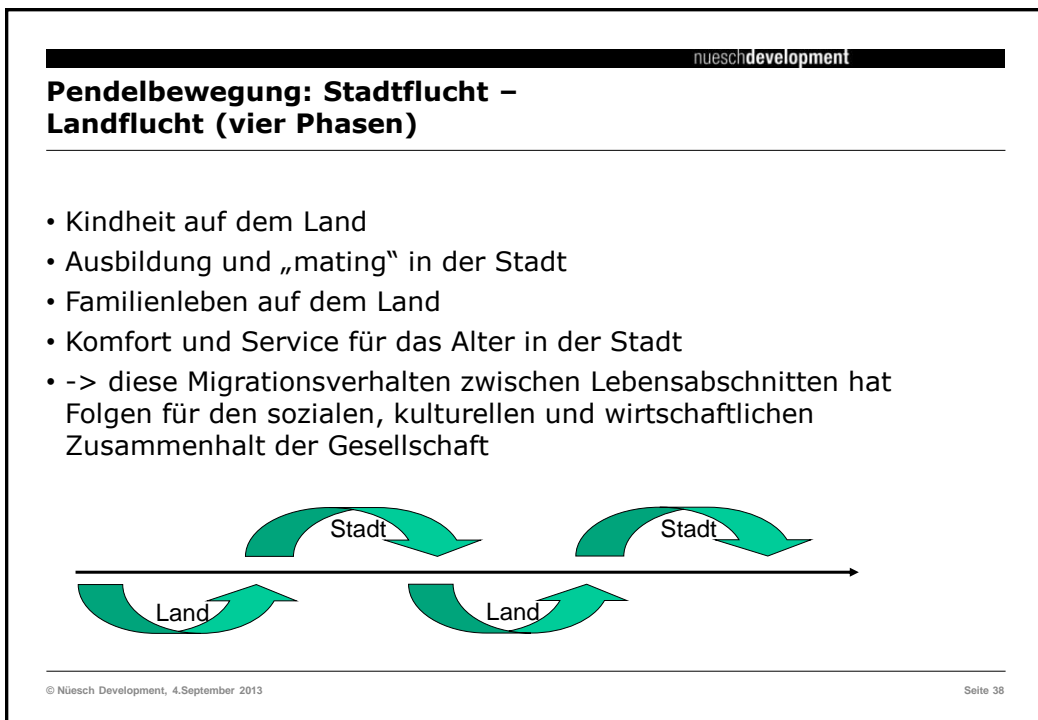 nueschdevelopment
Pendelbewegung: Stadtflucht –
Landflucht (vier Phasen)
• Kindheit auf dem Land
• Ausbildung und „mating“ in der Stadt
• Familienleben auf dem Land
• Komfort und Service für das Alter in der Stadt
• -> diese Migrationsverhalten zwischen Lebensabschnitten hat
Folgen für den sozialen, kulturellen und wirtschaftlichen
Zusammenhalt der Gesellschaft
Stadt Stadt
Land Land
© Nüesch Development, 4.September 2013 Seite 38